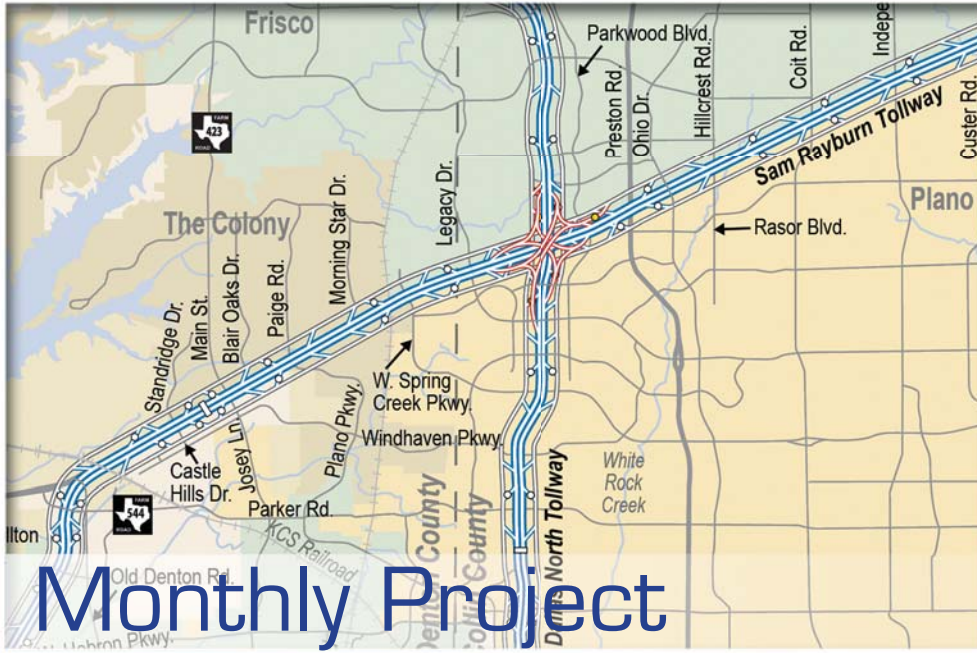 Frisco
Parkwood Blvd.
Preston Rd
Ohio Dr.
Hillcrest Rd.
Coit Rd.
Custer Rd.
FARM
423
ROAD
The Colony
Legacy Dr.
Morning Star Dr.
Sam Rayburn Tollway
Plano
Rasor Blvd.
Standridge Dr.
Main St.
Blair Oaks Dr.
Paige Rd.
W. Spring
Creek Pkwy.
Plano Pkwy.
Windhaven Pkwy.
Josey Ln.
Castle
Hills Dr.
White
Rock
Creek
FARM
544
ROAD
Parker Rd.
KCS Railroad
Denton County
Collin County
Dallas North Tollway
Old Denton Rd.
Monthly Project